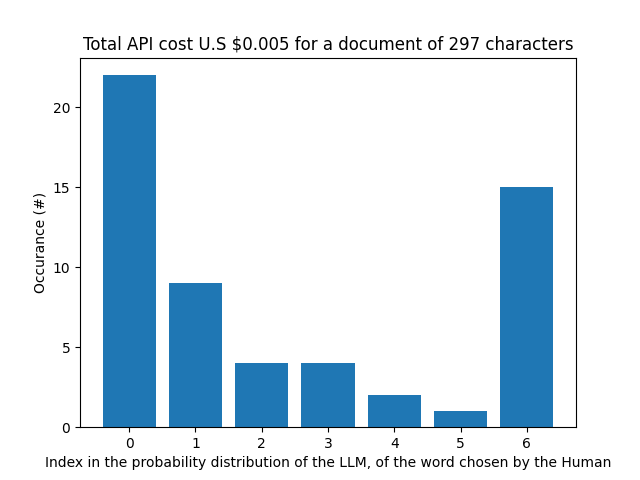 Total API cost U.S $0.005 for a document of 297 characters
20
15
10
5
0
Occurance (#)
0 1 2 3 4 5 6
Index in the probability distribution of the LLM, of the word chosen by the Human